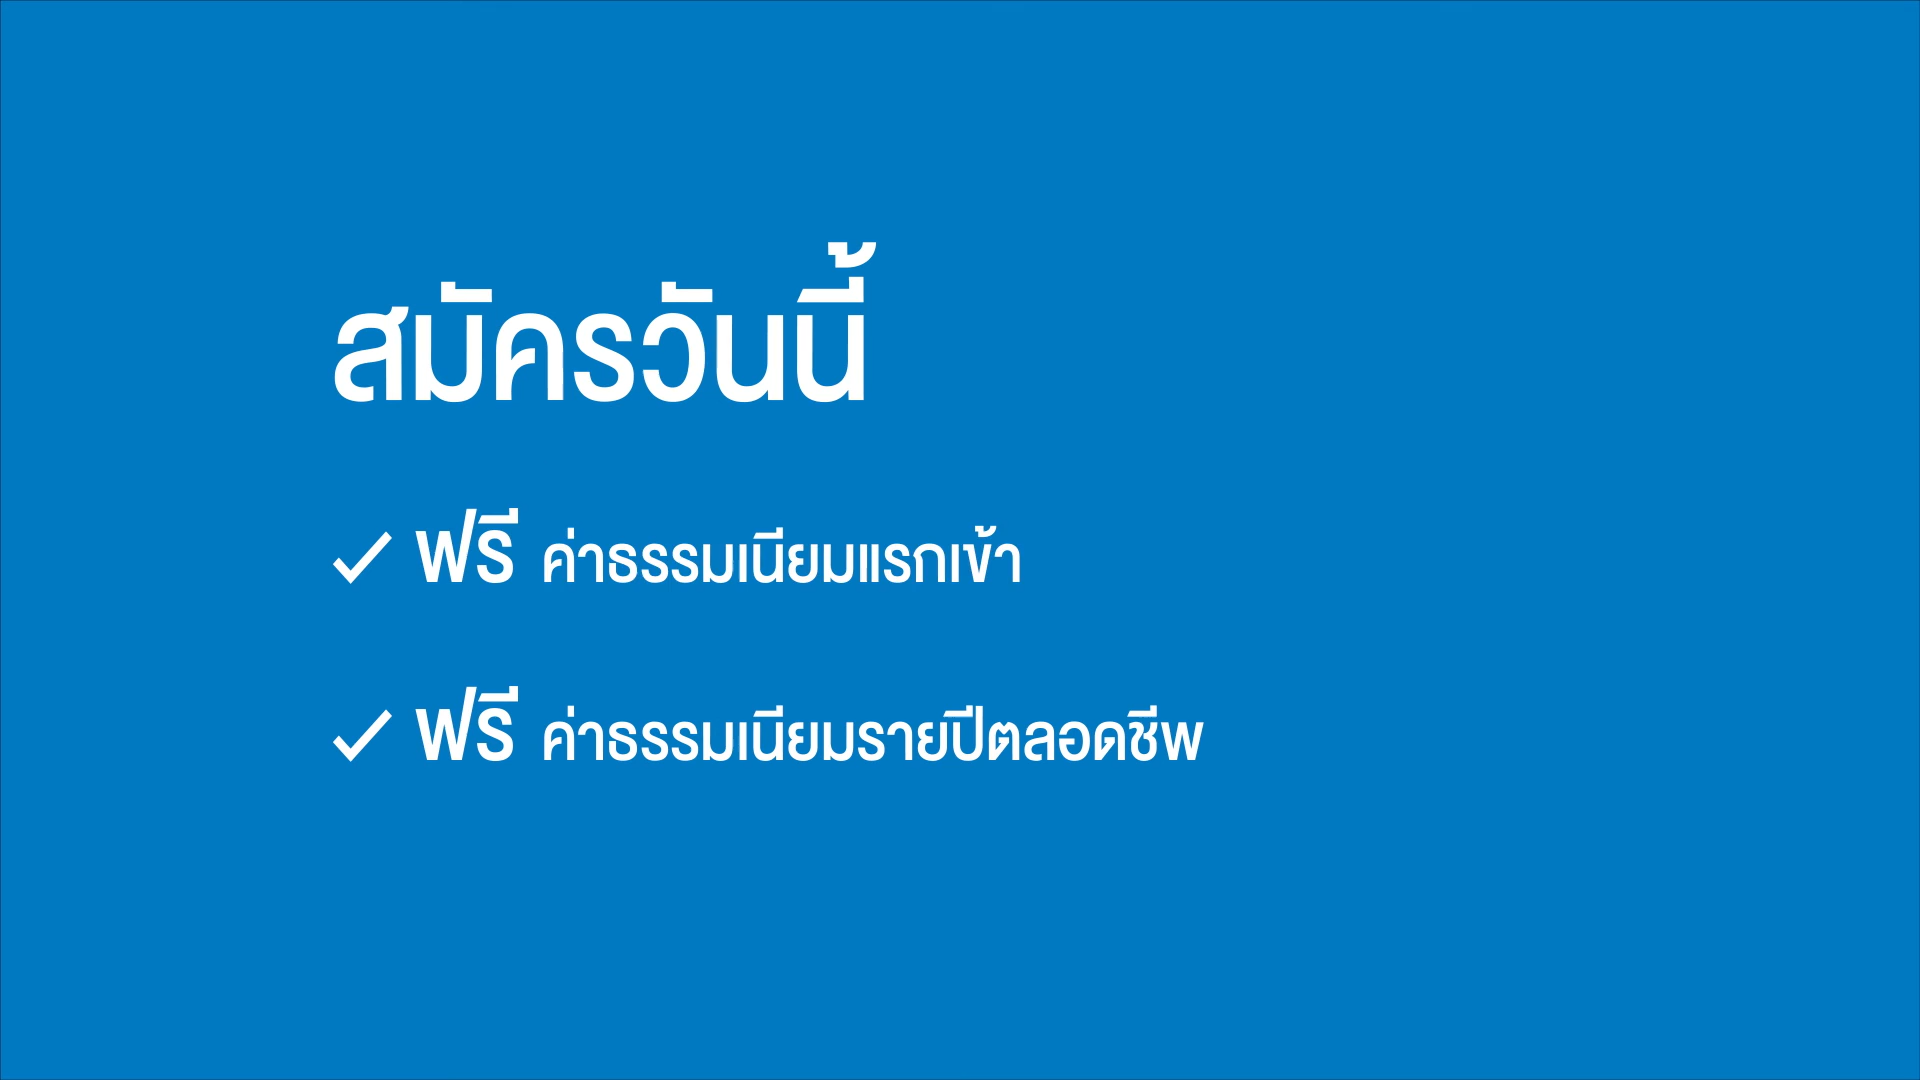 สมัครวันนี้
✓ ฟรี ค่าธรรมเนียมแรกเข้า
✓ ฟรี ค่าธรรมเนียมรายปีตลอดชีพ